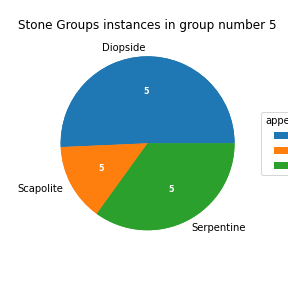 Stone Groups instances in group number 5
Diopside
5
appe
5
Scapolite
5
Serpentine